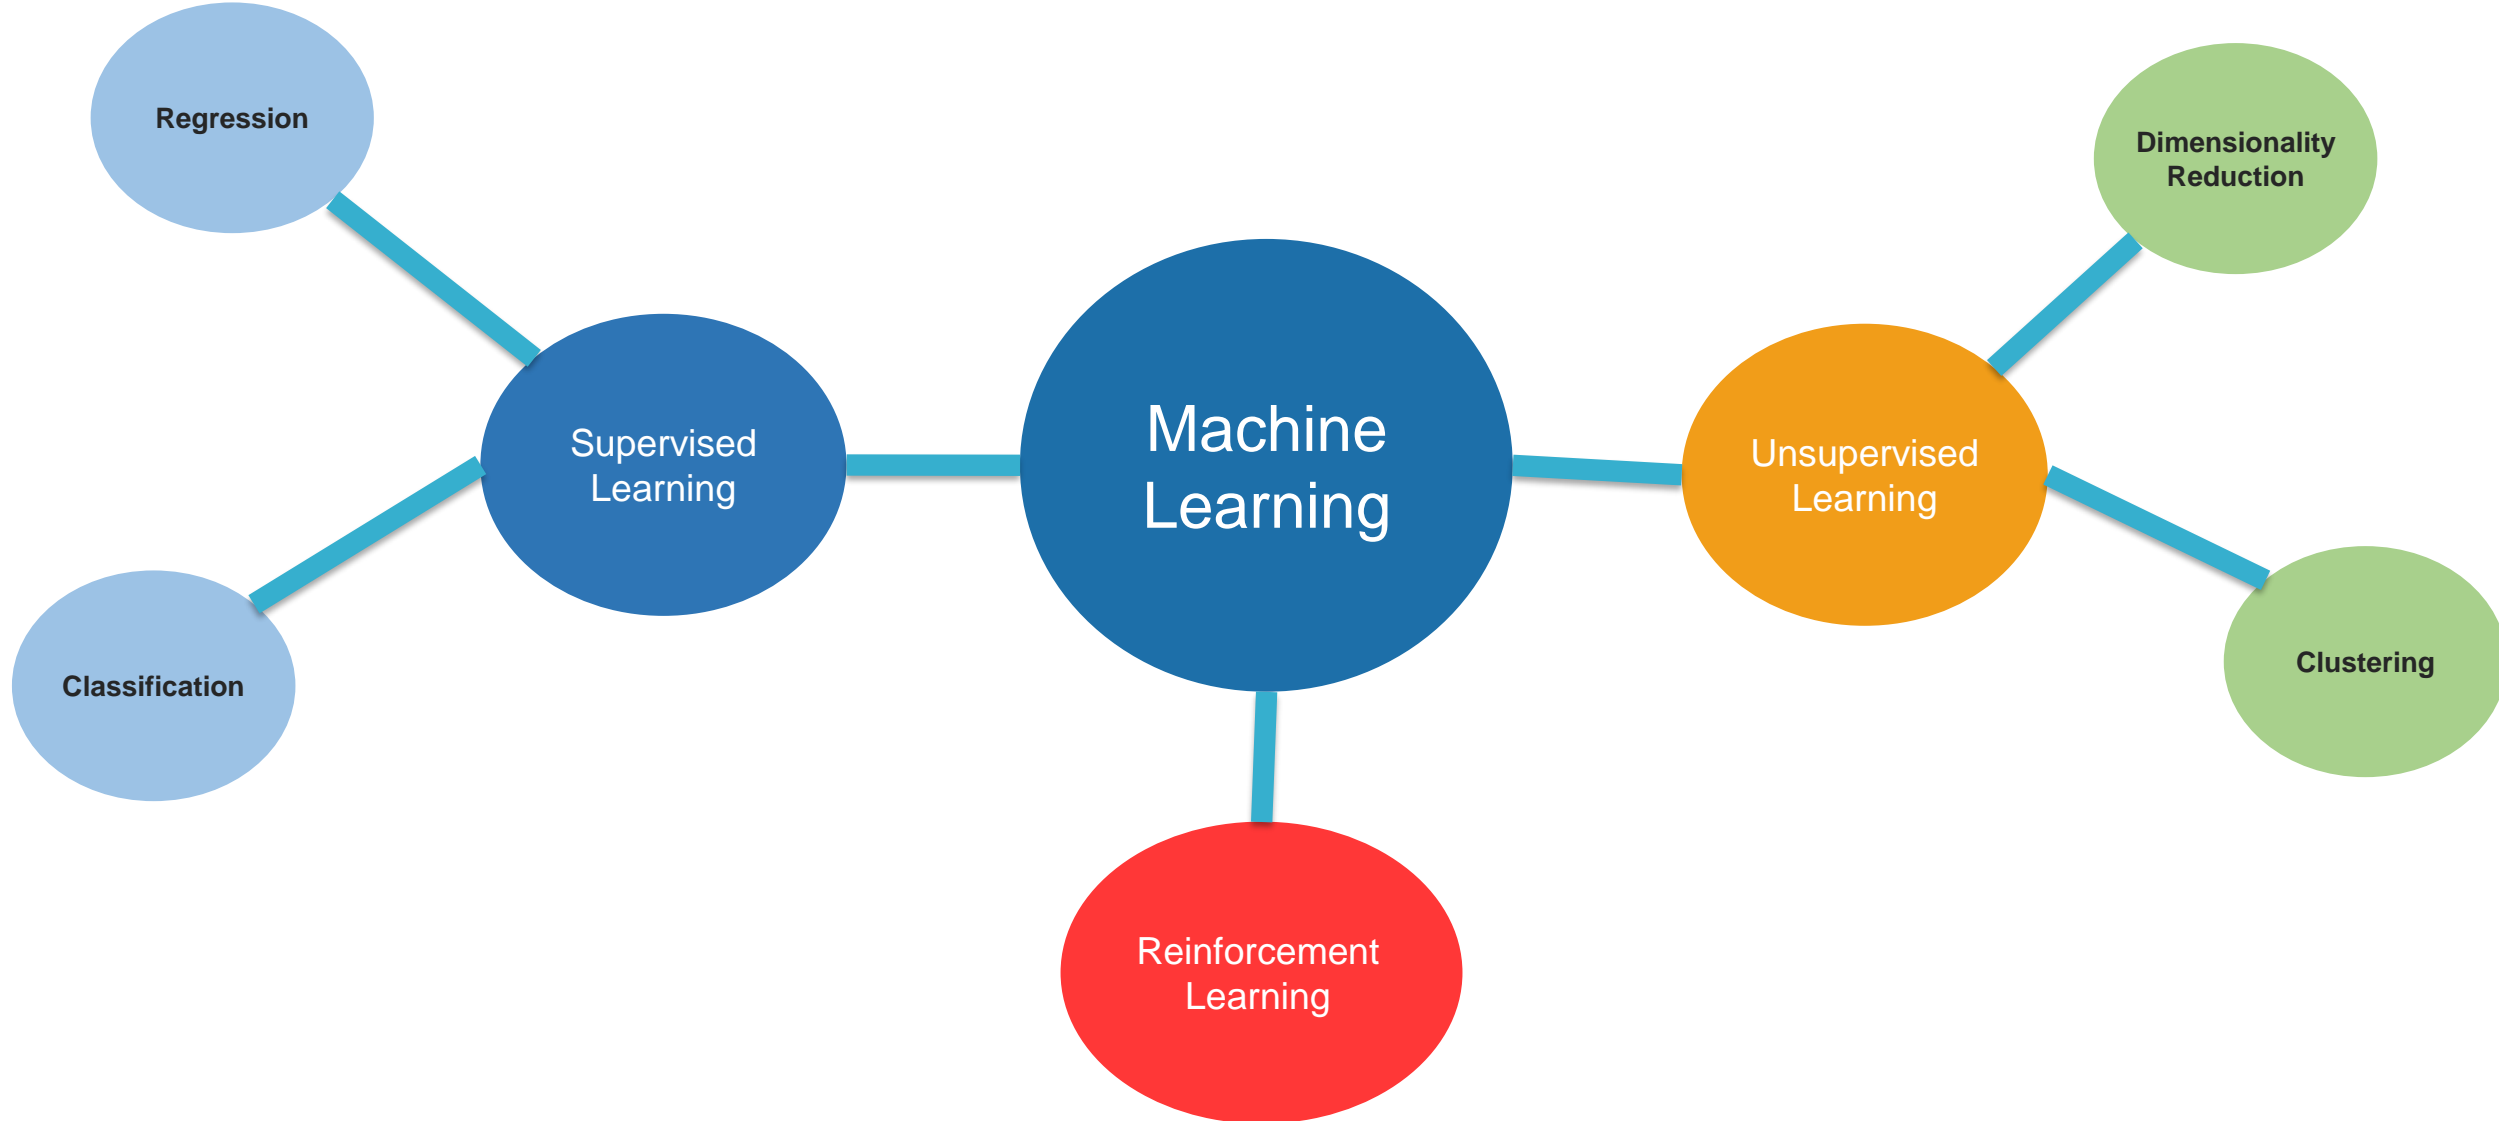 Regression
Dimensionality
Reduction
Machine
Learning
Supervised
Learning
Unsupervised
Learning
Classification
Clustering
Reinforcement
Learning